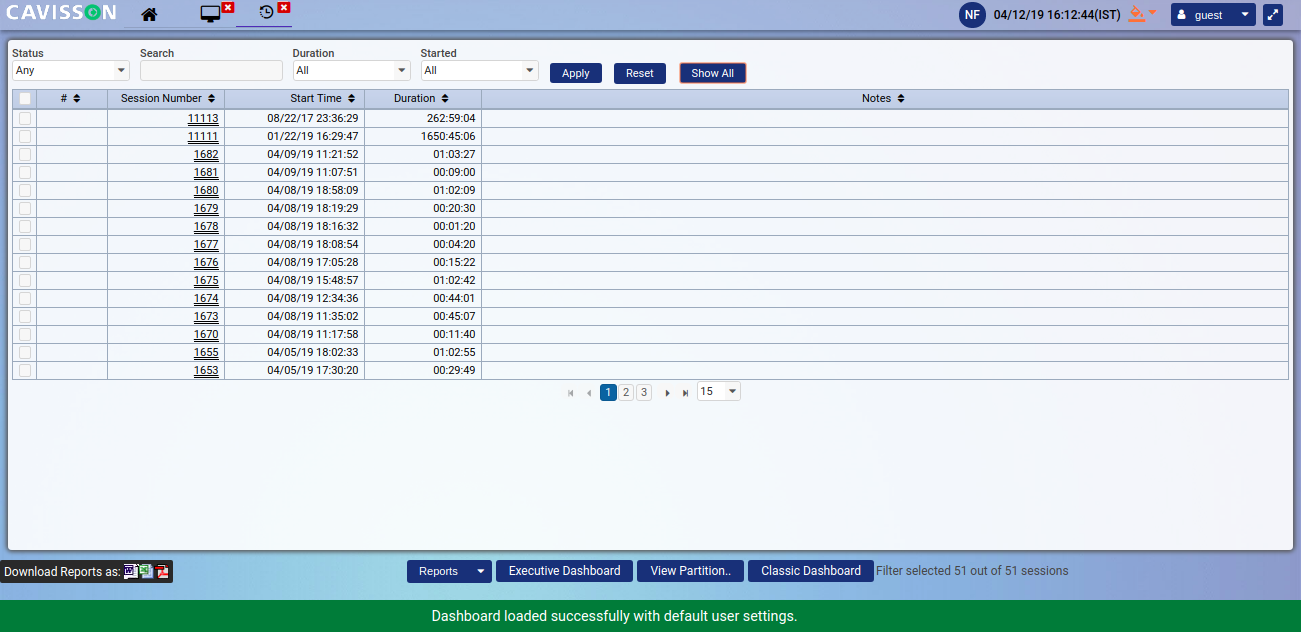 CAVISSON
NF 04/12/19 16:12:44(IST) guest
Status Search Duration Started
Any All All Apply Reset Show All
# Session Number Start Time Duration Notes
11113 08/22/17 23:36:29 262:59:04
11111 01/22/19 16:29:47 1650:45:06
1682 04/09/19 11:21:52 01:03:27
1681 04/09/19 11:07:51 00:09:00
1680 04/08/19 18:58:09 01:02:09
1679 04/08/19 18:19:29 00:20:30
1678 04/08/19 18:16:32 00:01:20
1677 04/08/19 18:08:54 00:04:20
1676 04/08/19 17:05:28 00:15:22
1675 04/08/19 15:48:57 01:02:42
1674 04/08/19 12:34:36 00:44:01
1673 04/08/19 11:35:02 00:45:07
1670 04/08/19 11:17:58 00:11:40
1655 04/05/19 18:02:33 01:02:55
1653 04/05/19 17:30:20 00:29:49
1 2 3 15
Download Reports as: Reports Executive Dashboard View Partition.. Classic Dashboard Filter selected 51 out of 51 sessions
Dashboard loaded successfully with default user settings.